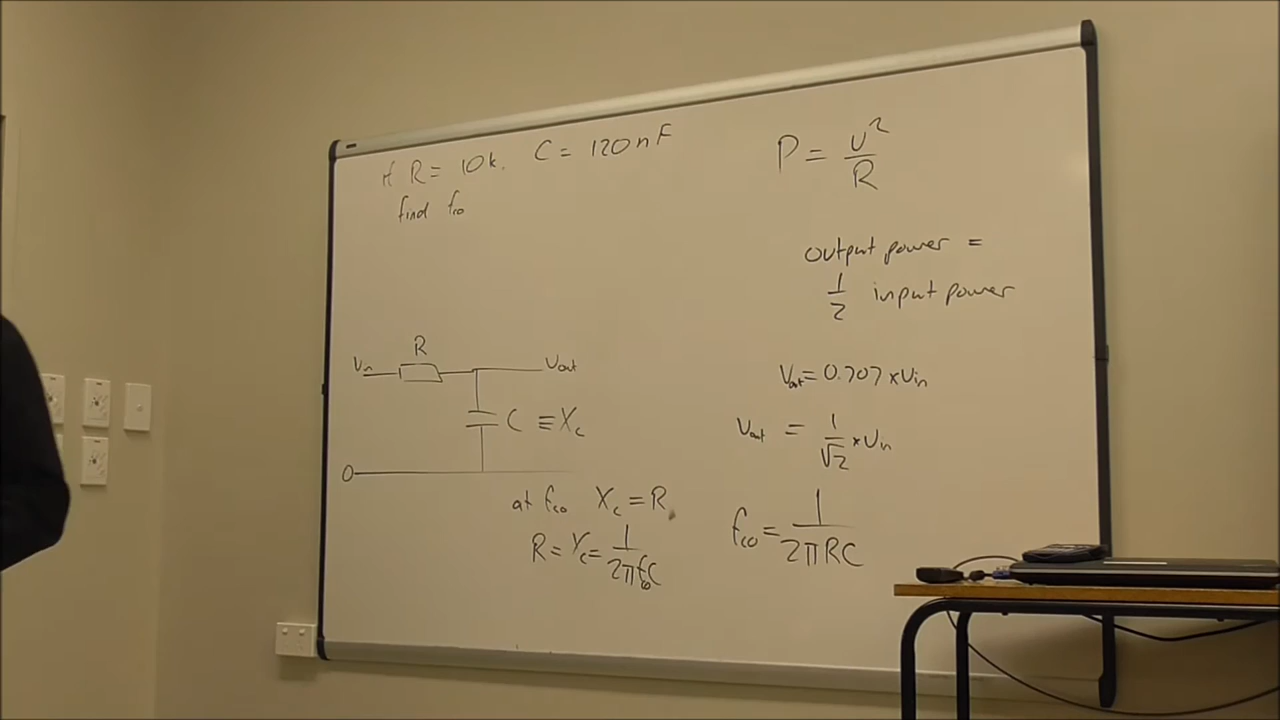 if R = 10k. C = 120nF
find fco
R
Vin
Vout
C ≡ Xc
0
at fco Xc = R
R = Xc = 1/2πfcoC
P = V²/R
output power =
1/2 input power
Vout = 0.707 × Vin
Vout = 1/√2 × Vin
fco = 1/2πRC